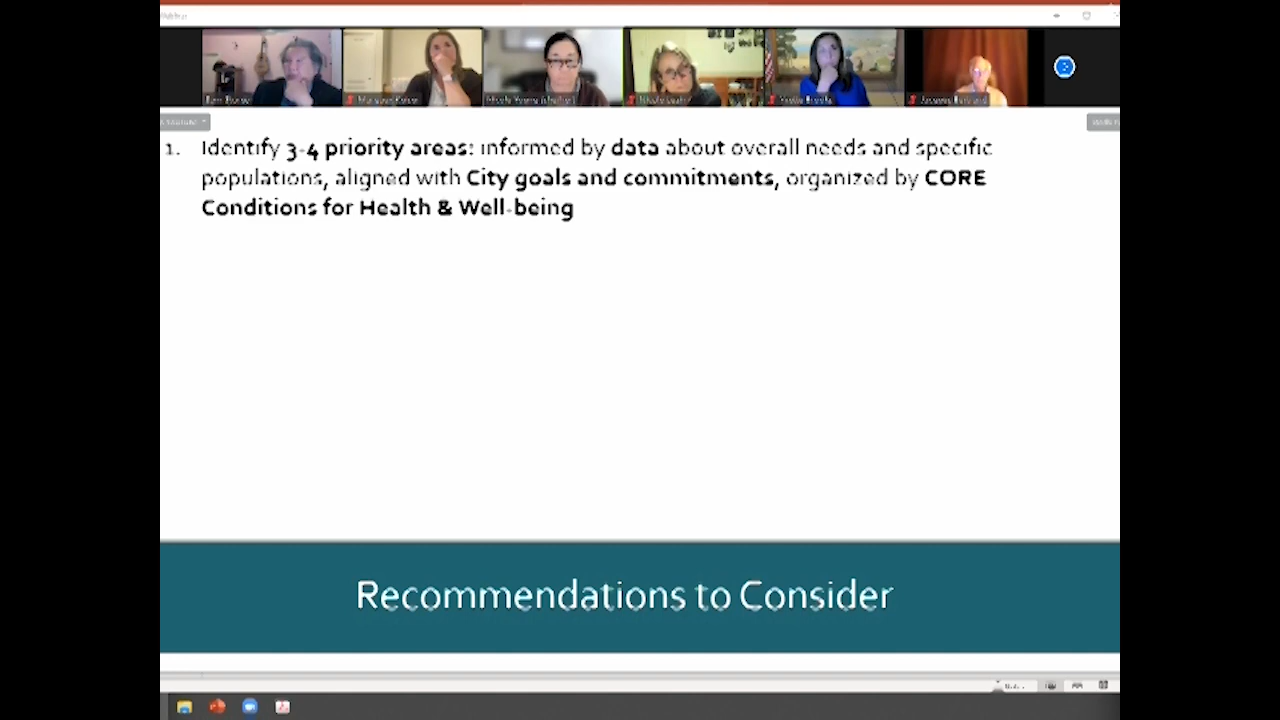 1. Identify 3-4 priority areas: informed by data about overall needs and specific
populations, aligned with City goals and commitments, organized by CORE
Conditions for Health & Well-being
Recommendations to Consider